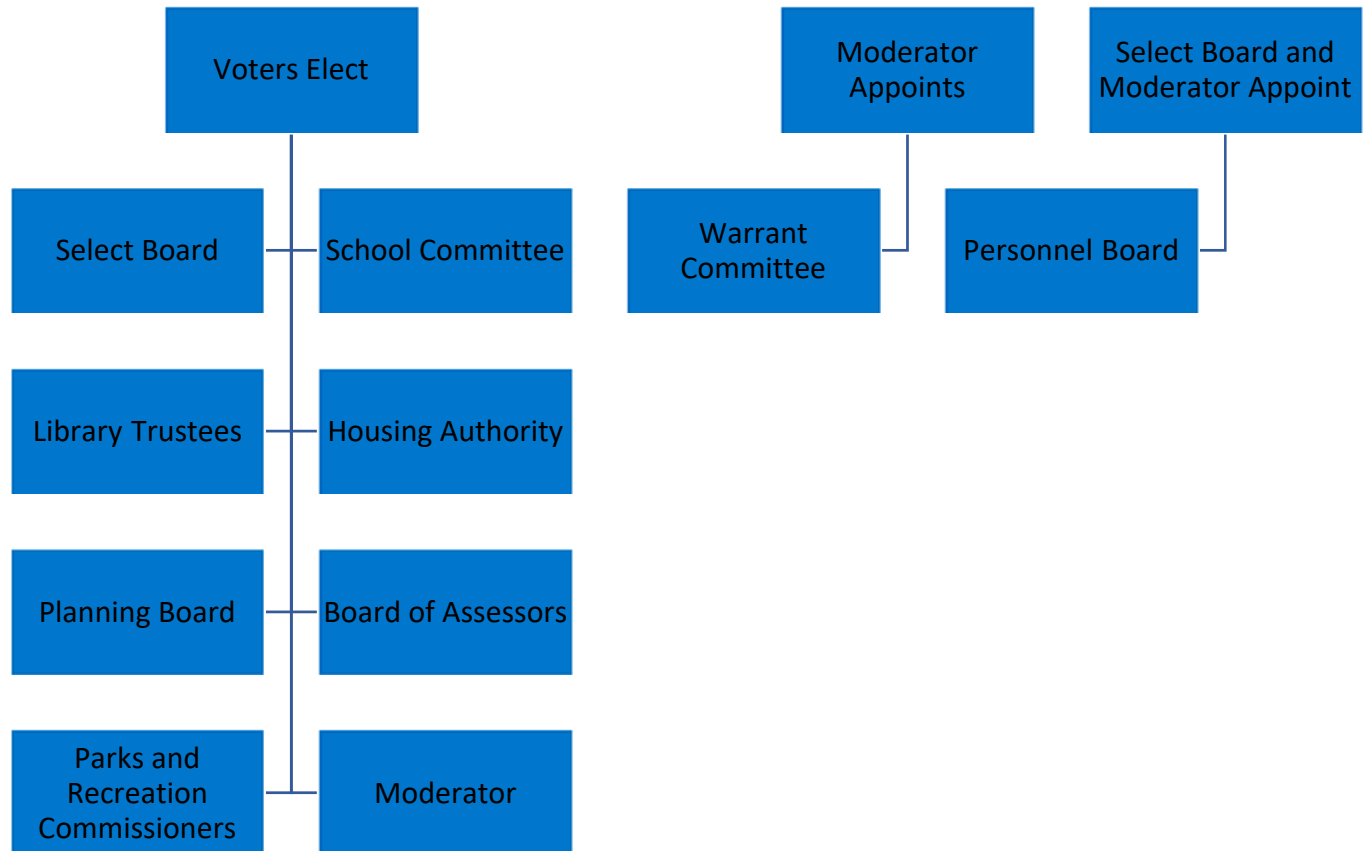 Voters Elect
Moderator
Appoints
Select Board and
Moderator Appoint
Select Board
School Committee
Warrant
Committee
Personnel Board
Library Trustees
Housing Authority
Planning Board
Board of Assessors
Parks and
Recreation
Commissioners
Moderator